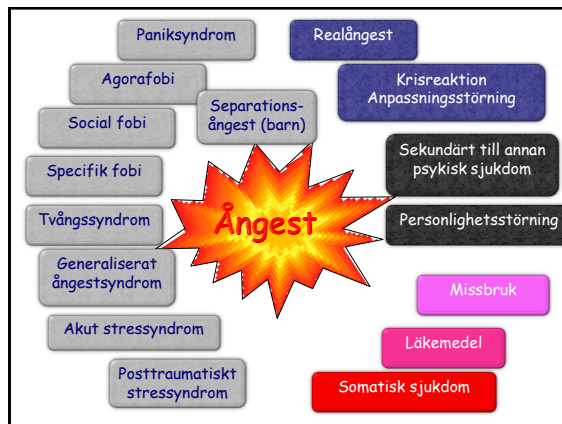 Paniksyndrom
Realångest
Agorafobi
Krisreaktion
Anpassningsstörning
Separations-
ångest (barn)
Social fobi
Sekundärt till annan
psykisk sjukdom
Specifik fobi
Tvångssyndrom
Ångest
Personlighetsstörning
Generaliserat
ångestsyndrom
Missbruk
Akut stressyndrom
Läkemedel
Posttraumatiskt
stressyndrom
Somatisk sjukdom